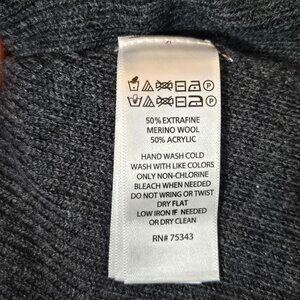 50% EXTRAFINE
MERINO WOOL
50% ACRYLIC
HAND WASH COLD
WASH WITH LIKE COLORS
ONLY NON-CHLORINE
BLEACH WHEN NEEDED
DO NOT WRING OR TWIST
DRY FLAT
LOW IRON IF NEEDED
OR DRY CLEAN
RN# 75343